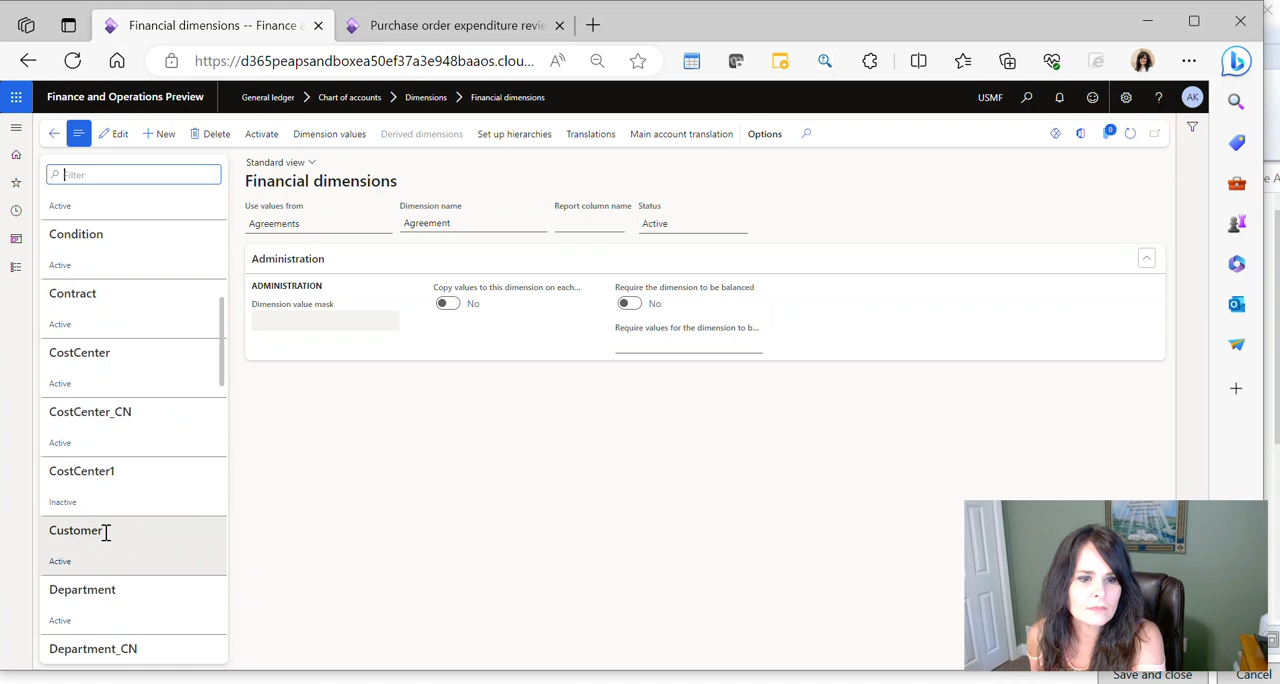 Financial dimensions -- Finance a
Purchase order expenditure revie
https://d365peapsandboxea50ef37a3e948baaos.clou...
Finance and Operations Preview
General ledger
Chart of accounts
Dimensions
Financial dimensions
USMF
AK
Edit
New
Delete
Activate
Dimension values
Derived dimensions
Set up hierarchies
Translations
Main account translation
Options
0
Filter
Active
Condition
Active
Contract
Active
CostCenter
Active
CostCenter_CN
Active
CostCenter1
Inactive
Customer
Active
Department
Active
Department_CN
Standard view
Financial dimensions
Use values from
Dimension name
Report column name
Status
Agreements
Agreement
Active
Administration
ADMINISTRATION
Copy values to this dimension on each...
Require the dimension to be balanced
Dimension value mask
No
No
Require values for the dimension to b...
e A
Save and close
Cancel